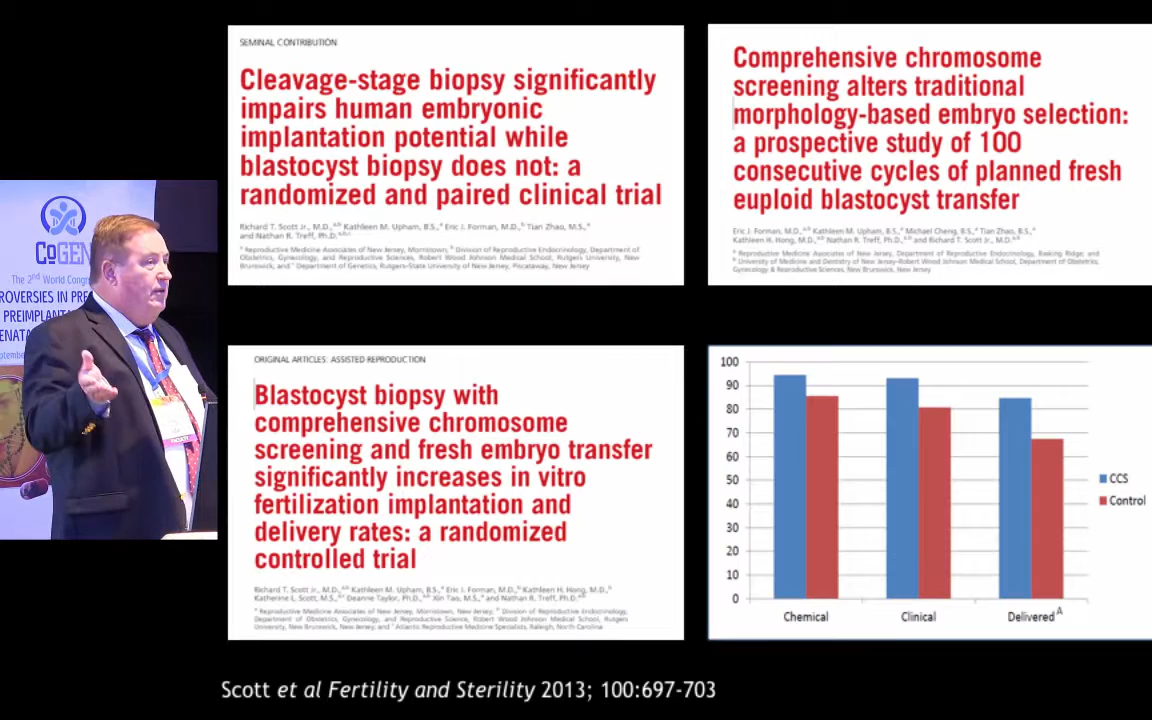 SEMINAL CONTRIBUTION
Cleavage-stage biopsy significantly
impairs human embryonic
implantation potential while
blastocyst biopsy does not: a
randomized and paired clinical trial
Richard T. Scott Jr., M.D., Kathleen M. Upham, B.S., Eric J. Forman, M.D., Tian Zhao, M.S.,
and Nathan R. Treff, Ph.D.
Reproductive Medicine Associates of New Jersey, Morristown; Division of Reproductive Endocrinology, Department of
Obstetrics, Gynecology, and Reproductive Sciences, Robert Wood Johnson Medical School, Rutgers University, New
Brunswick, and Department of Genetics, Rutgers-State University of New Jersey, Piscataway, New Jersey
Comprehensive chromosome
screening alters traditional
morphology-based embryo selection:
a prospective study of 100
consecutive cycles of planned fresh
euploid blastocyst transfer
Eric J. Forman, M.D., Kathleen M. Upham, B.S., Michael Cheng, B.S., Tian Zhao, M.S.,
Kathleen H. Hong, M.D., Nathan R. Treff, Ph.D., and Richard T. Scott Jr., M.D.
Reproductive Medicine Associates of New Jersey, Department of Reproductive Endocrinology, Basking Ridge; and
University of Medicine and Dentistry of New Jersey-Robert Wood Johnson Medical School, Department of Obstetrics,
Gynecology & Reproductive Sciences, New Brunswick, New Jersey
CoGEN
The 2nd World Congr
ROVERSIES IN PRE
PREIMPLANTA
ENATA
ptembe
ORIGINAL ARTICLES: ASSISTED REPRODUCTION
Blastocyst biopsy with
comprehensive chromosome
screening and fresh embryo transfer
significantly increases in vitro
fertilization implantation and
delivery rates: a randomized
controlled trial
Richard T. Scott Jr., M.D., Kathleen M. Upham, B.S., Eric J. Forman, M.D., Kathleen H. Hong, M.D.,
Katherine L. Scott, M.S., Deanne Taylor, Ph.D., Xin Tao, M.S., and Nathan R. Treff, Ph.D.
Reproductive Medicine Associates of New Jersey, Morristown, New Jersey; Division of Reproductive Endocrinology,
Department of Obstetrics, Gynecology, and Reproductive Science, Robert Wood Johnson Medical School, Rutgers
University, New Brunswick, New Jersey; and Atlantic Reproductive Medicine Specialists, Raleigh, North Carolina
100
90
80
70
60
50
40
30
20
10
0
Chemical Clinical Delivered A
CCS
Control
Scott et al Fertility and Sterility 2013; 100:697-703